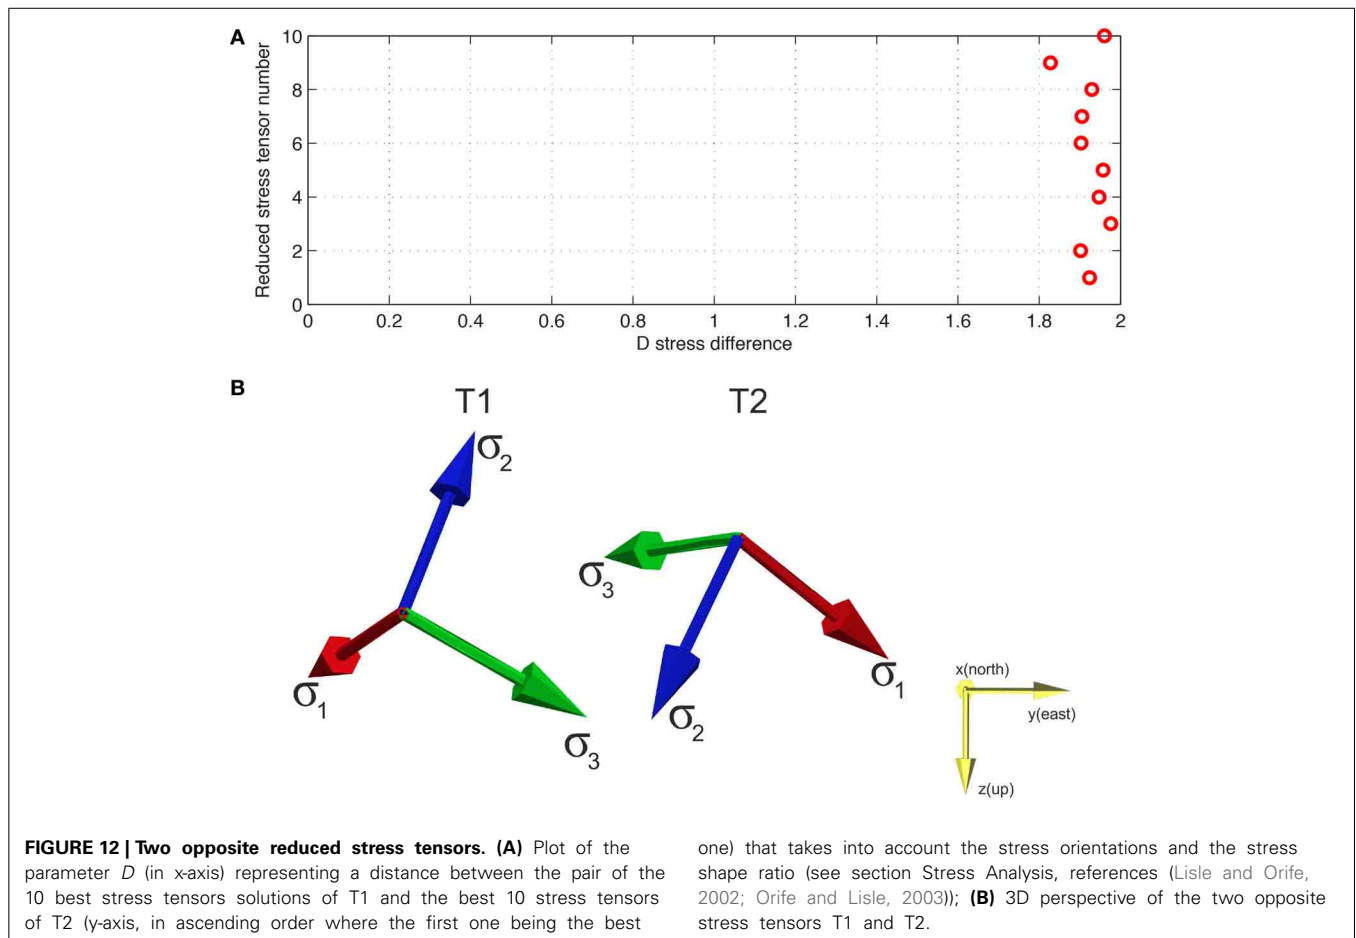 A
Reduced stress tensor number
10
8
6
4
2
0
0 0.2 0.4 0.6 0.8 1 1.2 1.4 1.6 1.8 2
D stress difference
B
T1 T2
σ2
σ3
σ1
σ1
x(north)
σ2
y(east)
σ3
z(up)
FIGURE 12 | Two opposite reduced stress tensors. (A) Plot of the
parameter D (in x-axis) representing a distance between the pair of the
10 best stress tensors solutions of T1 and the best 10 stress tensors
of T2 (y-axis, in ascending order where the first one being the best
one) that takes into account the stress orientations and the stress
shape ratio (see section Stress Analysis, references (Lisle and Orife,
2002; Orife and Lisle, 2003)); (B) 3D perspective of the two opposite
stress tensors T1 and T2.